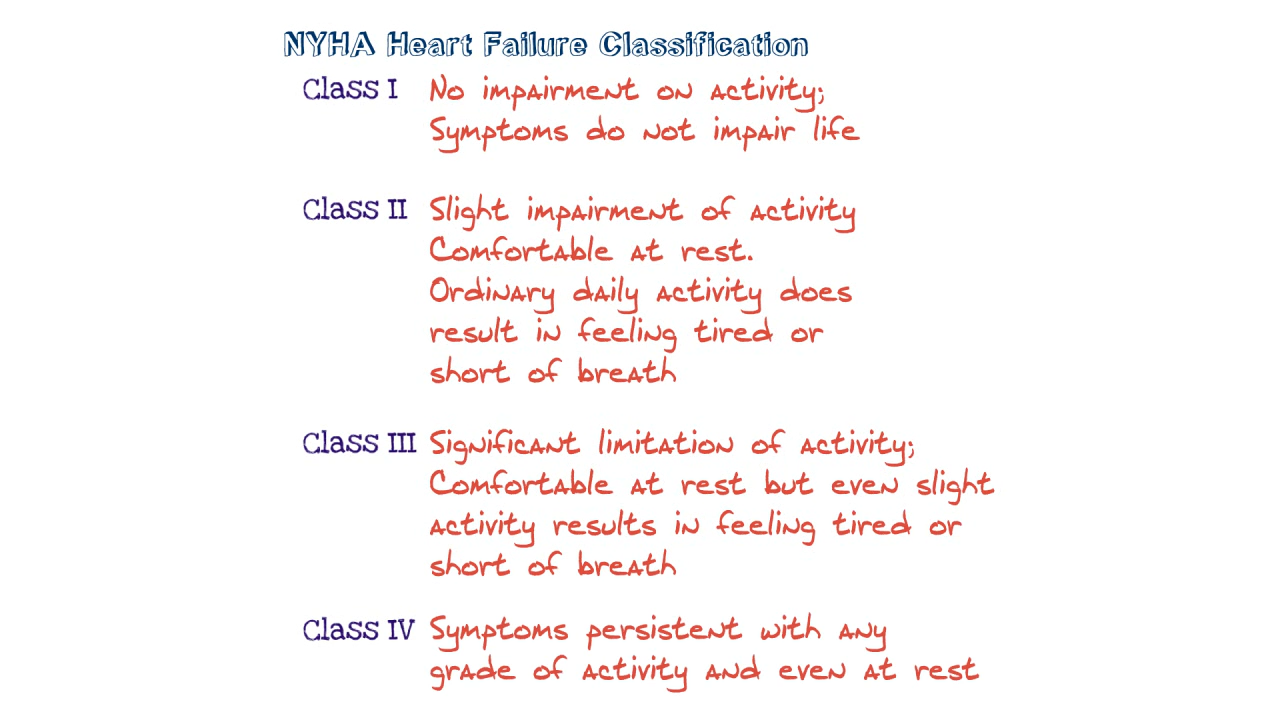 NYHA Heart Failure Classification
Class I No impairment on activity;
Symptoms do not impair life
Class II Slight impairment of activity
Comfortable at rest.
Ordinary daily activity does
result in feeling tired or
short of breath
Class III Significant limitation of activity;
Comfortable at rest but even slight
activity results in feeling tired or
short of breath
Class IV Symptoms persistent with any
grade of activity and even at rest